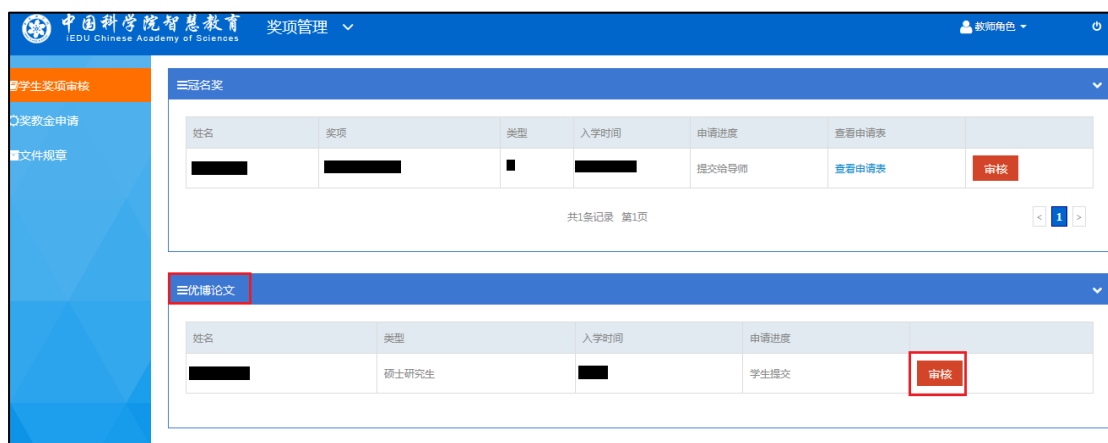 中国科学院智慧教育 奖项管理 教师角色
iEDU Chinese Academy of Sciences
学生奖项审核
奖教金申请
文件规章
冠名奖
姓名 奖项 类型 入学时间 申请进度 查看申请表
提交给导师 查看申请表 审核
共1条记录 第1页 < 1 >
优博论文
姓名 类型 入学时间 申请进度
硕士研究生 学生提交 审核